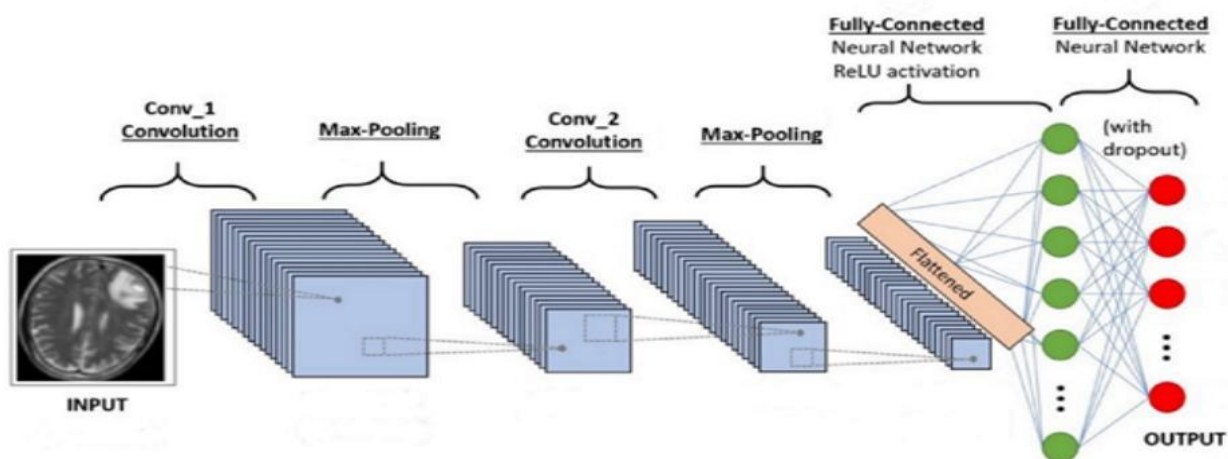 Fully-Connected
Neural Network
ReLU activation
Fully-Connected
Neural Network
Conv_1
Convolution
Max-Pooling
Conv_2
Convolution
Max-Pooling
(with
dropout)
Flattened
INPUT
OUTPUT